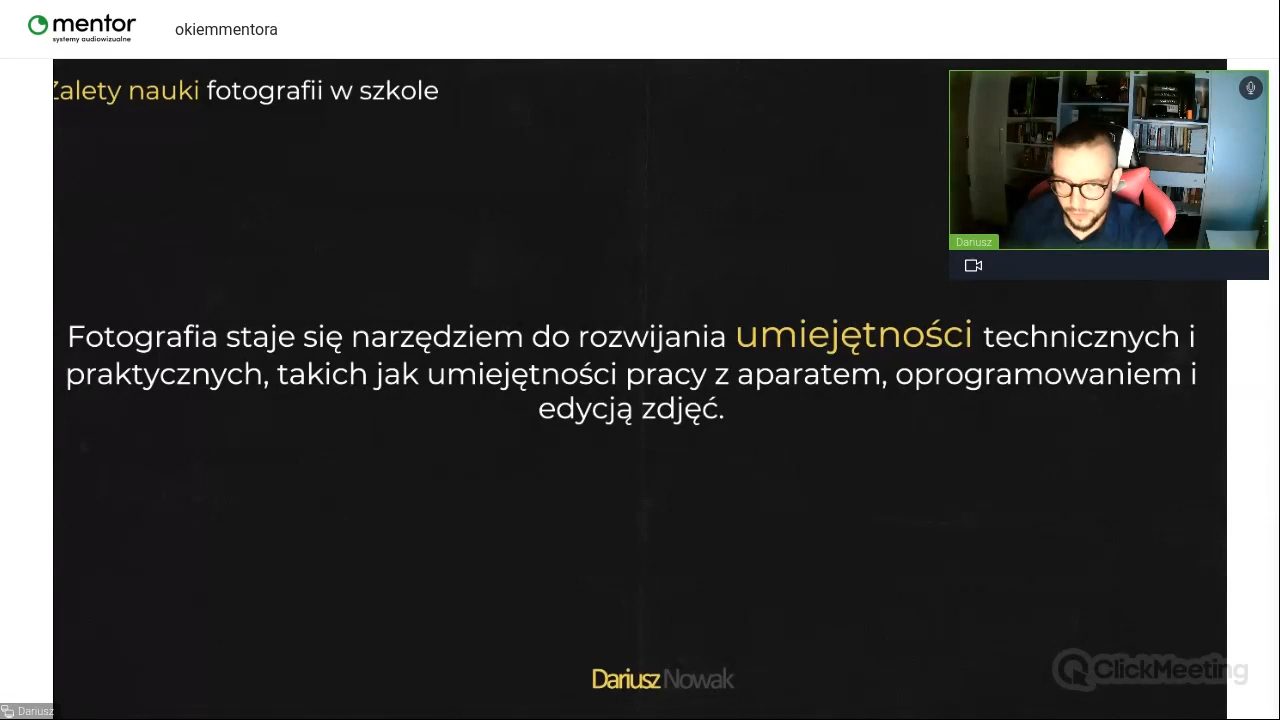 mentor
systemy audiowizualne
okiemmentora
Zalety nauki fotografii w szkole
Dariusz
Fotografia staje się narzędziem do rozwijania umiejętności technicznych i
praktycznych, takich jak umiejętności pracy z aparatem, oprogramowaniem i
edycją zdjęć.
Dariusz Nowak
ClickMeeting
Dariusz